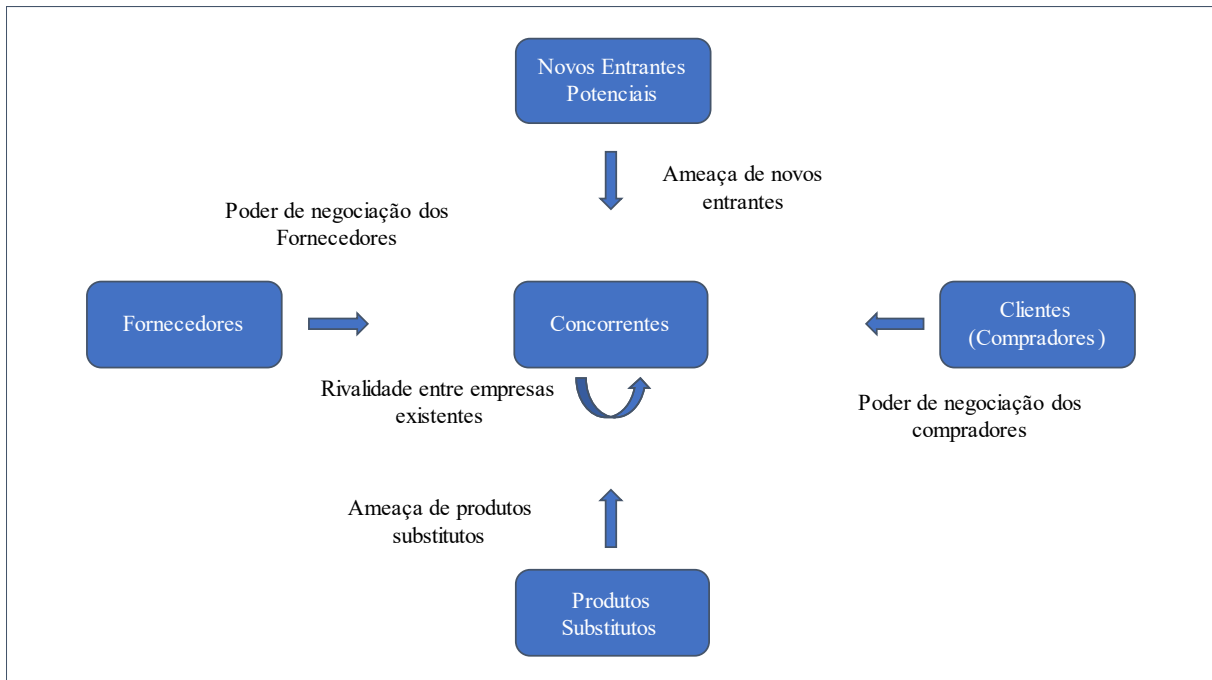 Novos Entrantes
Potenciais
Ameaça de novos
entrantes
Poder de negociação dos
Fornecedores
Fornecedores
Concorrentes
Clientes
(Compradores )
Rivalidade entre empresas
existentes
Poder de negociação dos
compradores
Ameaça de produtos
substitutos
Produtos
Substitutos